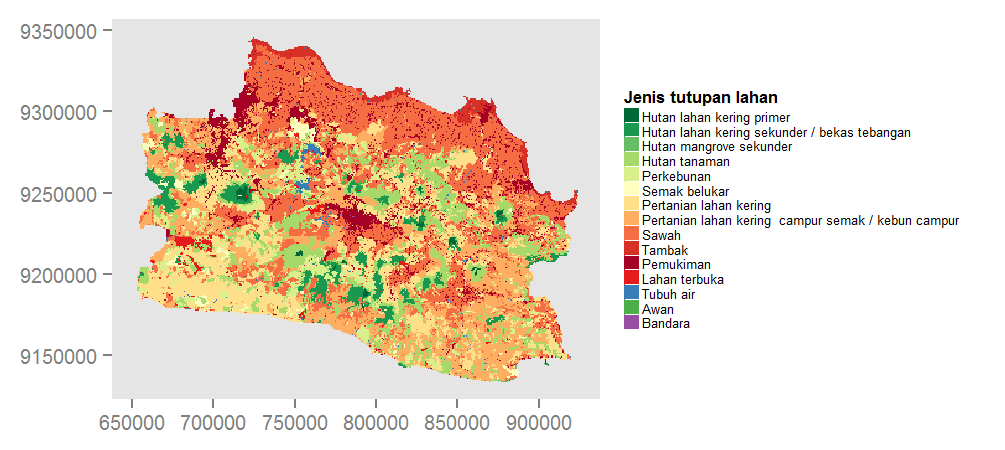 9350000
9300000
9250000
9200000
9150000
650000 700000 750000 800000 850000 900000
Jenis tutupan lahan
Hutan lahan kering primer
Hutan lahan kering sekunder / bekas tebangan
Hutan mangrove sekunder
Hutan tanaman
Perkebunan
Semak belukar
Pertanian lahan kering
Pertanian lahan kering  campur semak / kebun campur
Sawah
Tambak
Pemukiman
Lahan terbuka
Tubuh air
Awan
Bandara